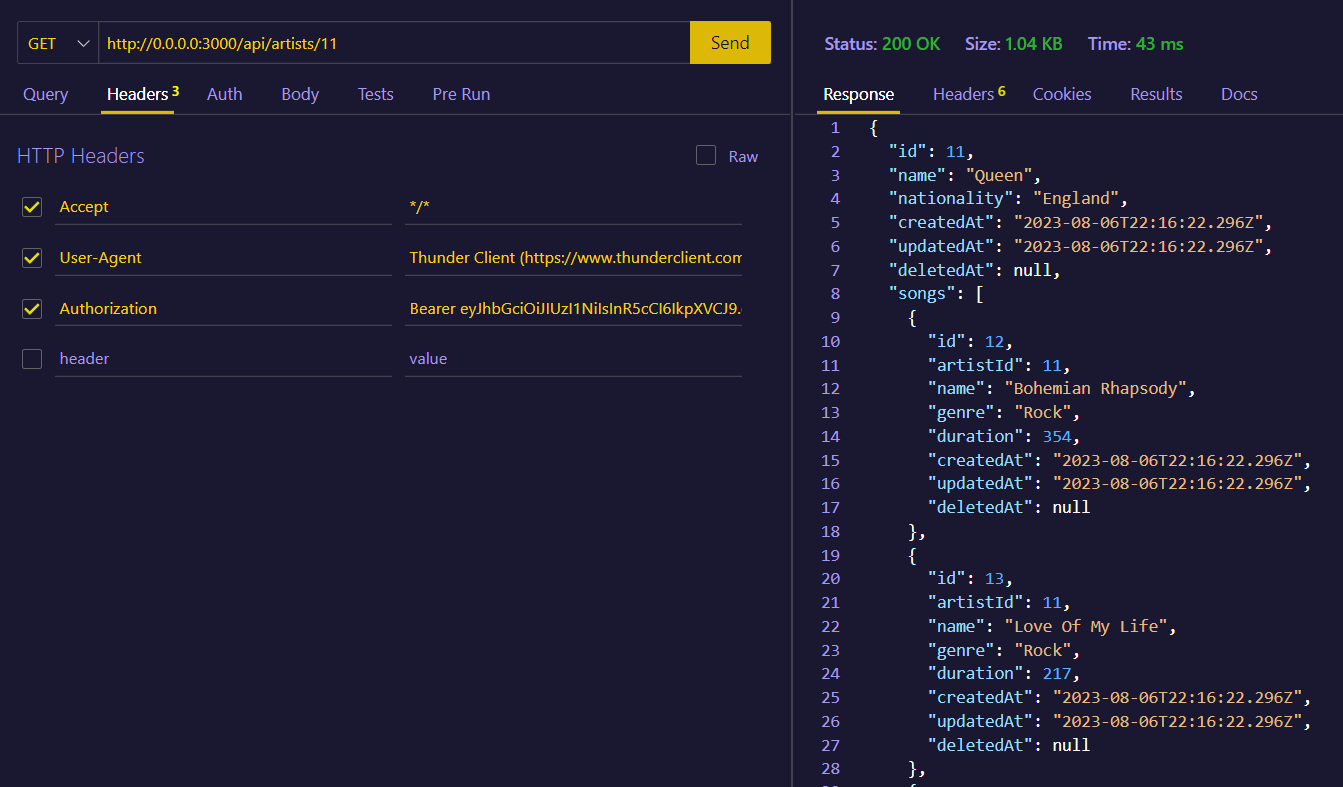 GET http://0.0.0.0:3000/api/artists/11 Send
Query Headers 3 Auth Body Tests Pre Run
HTTP Headers Raw
Accept */*
User-Agent Thunder Client (https://www.thunderclient.com
Authorization Bearer eyJhbGciOiJIUzI1NiIsInR5cCI6IkpXVCJ9.
header value
Status: 200 OK Size: 1.04 KB Time: 43 ms
Response Headers 6 Cookies Results Docs
1 {
2 "id": 11,
3 "name": "Queen",
4 "nationality": "England",
5 "createdAt": "2023-08-06T22:16:22.296Z",
6 "updatedAt": "2023-08-06T22:16:22.296Z",
7 "deletedAt": null,
8 "songs": [
9 {
10 "id": 12,
11 "artistId": 11,
12 "name": "Bohemian Rhapsody",
13 "genre": "Rock",
14 "duration": 354,
15 "createdAt": "2023-08-06T22:16:22.296Z",
16 "updatedAt": "2023-08-06T22:16:22.296Z",
17 "deletedAt": null
18 },
19 {
20 "id": 13,
21 "artistId": 11,
22 "name": "Love Of My Life",
23 "genre": "Rock",
24 "duration": 217,
25 "createdAt": "2023-08-06T22:16:22.296Z",
26 "updatedAt": "2023-08-06T22:16:22.296Z",
27 "deletedAt": null
28 },